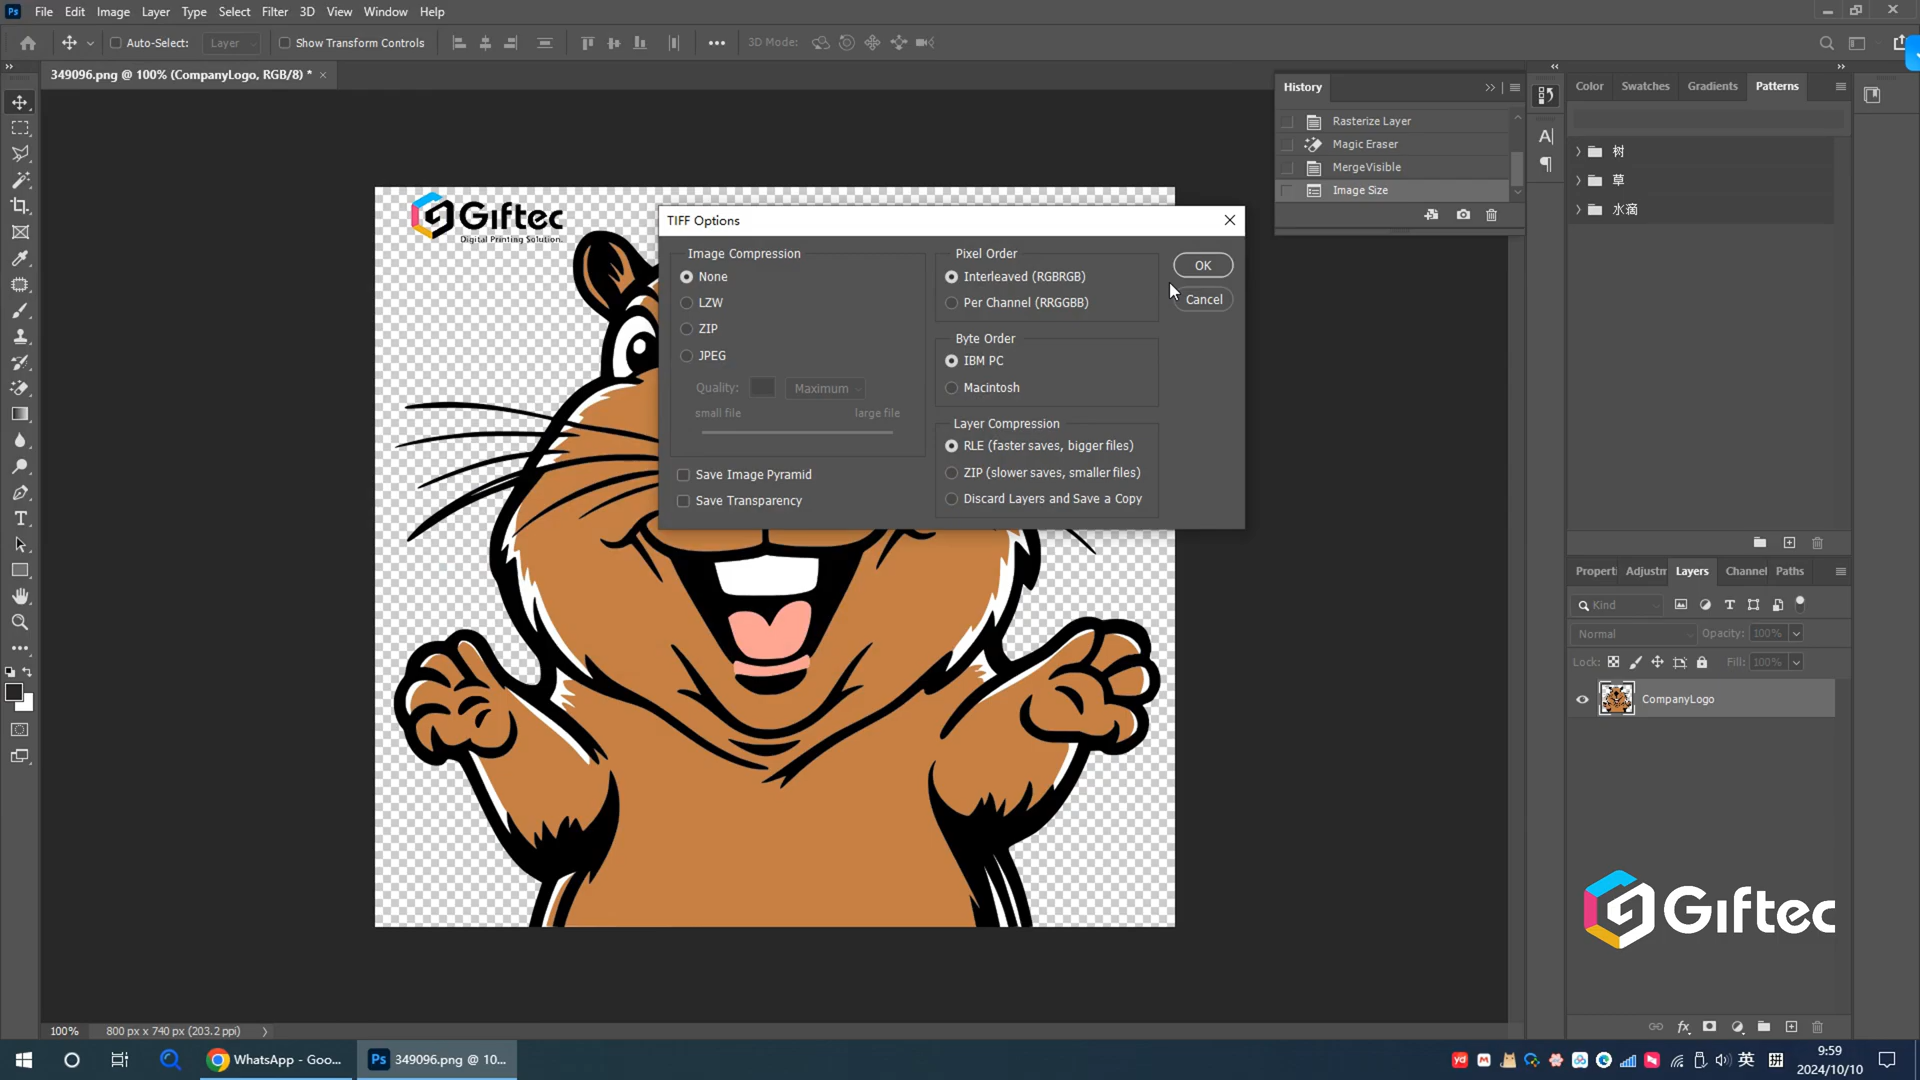 Ps File Edit Image Layer Type Select Filter 3D View Window Help
Auto-Select: Layer Show Transform Controls 3D Mode:
349096.png @ 100% (CompanyLogo, RGB/8) * ×
History
Rasterize Layer
Magic Eraser
MergeVisible
Image Size
Color Swatches Gradients Patterns
树
草
水滴
Giftec
Digital Printing Solution.
TIFF Options
Image Compression
None
LZW
ZIP
JPEG
Quality: Maximum
small file large file
Save Image Pyramid
Save Transparency
Pixel Order
Interleaved (RGBRGB)
Per Channel (RRGGBB)
Byte Order
IBM PC
Macintosh
Layer Compression
RLE (faster saves, bigger files)
ZIP (slower saves, smaller files)
Discard Layers and Save a Copy
OK
Cancel
Properti Adjustm Layers Channel Paths
Kind
Normal Opacity: 100%
Lock: Fill: 100%
CompanyLogo
Giftec
100% 800 px x 740 px (203.2 ppi)
WhatsApp - Goo...
Ps 349096.png @ 10...
英
拼
9:59
2024/10/10